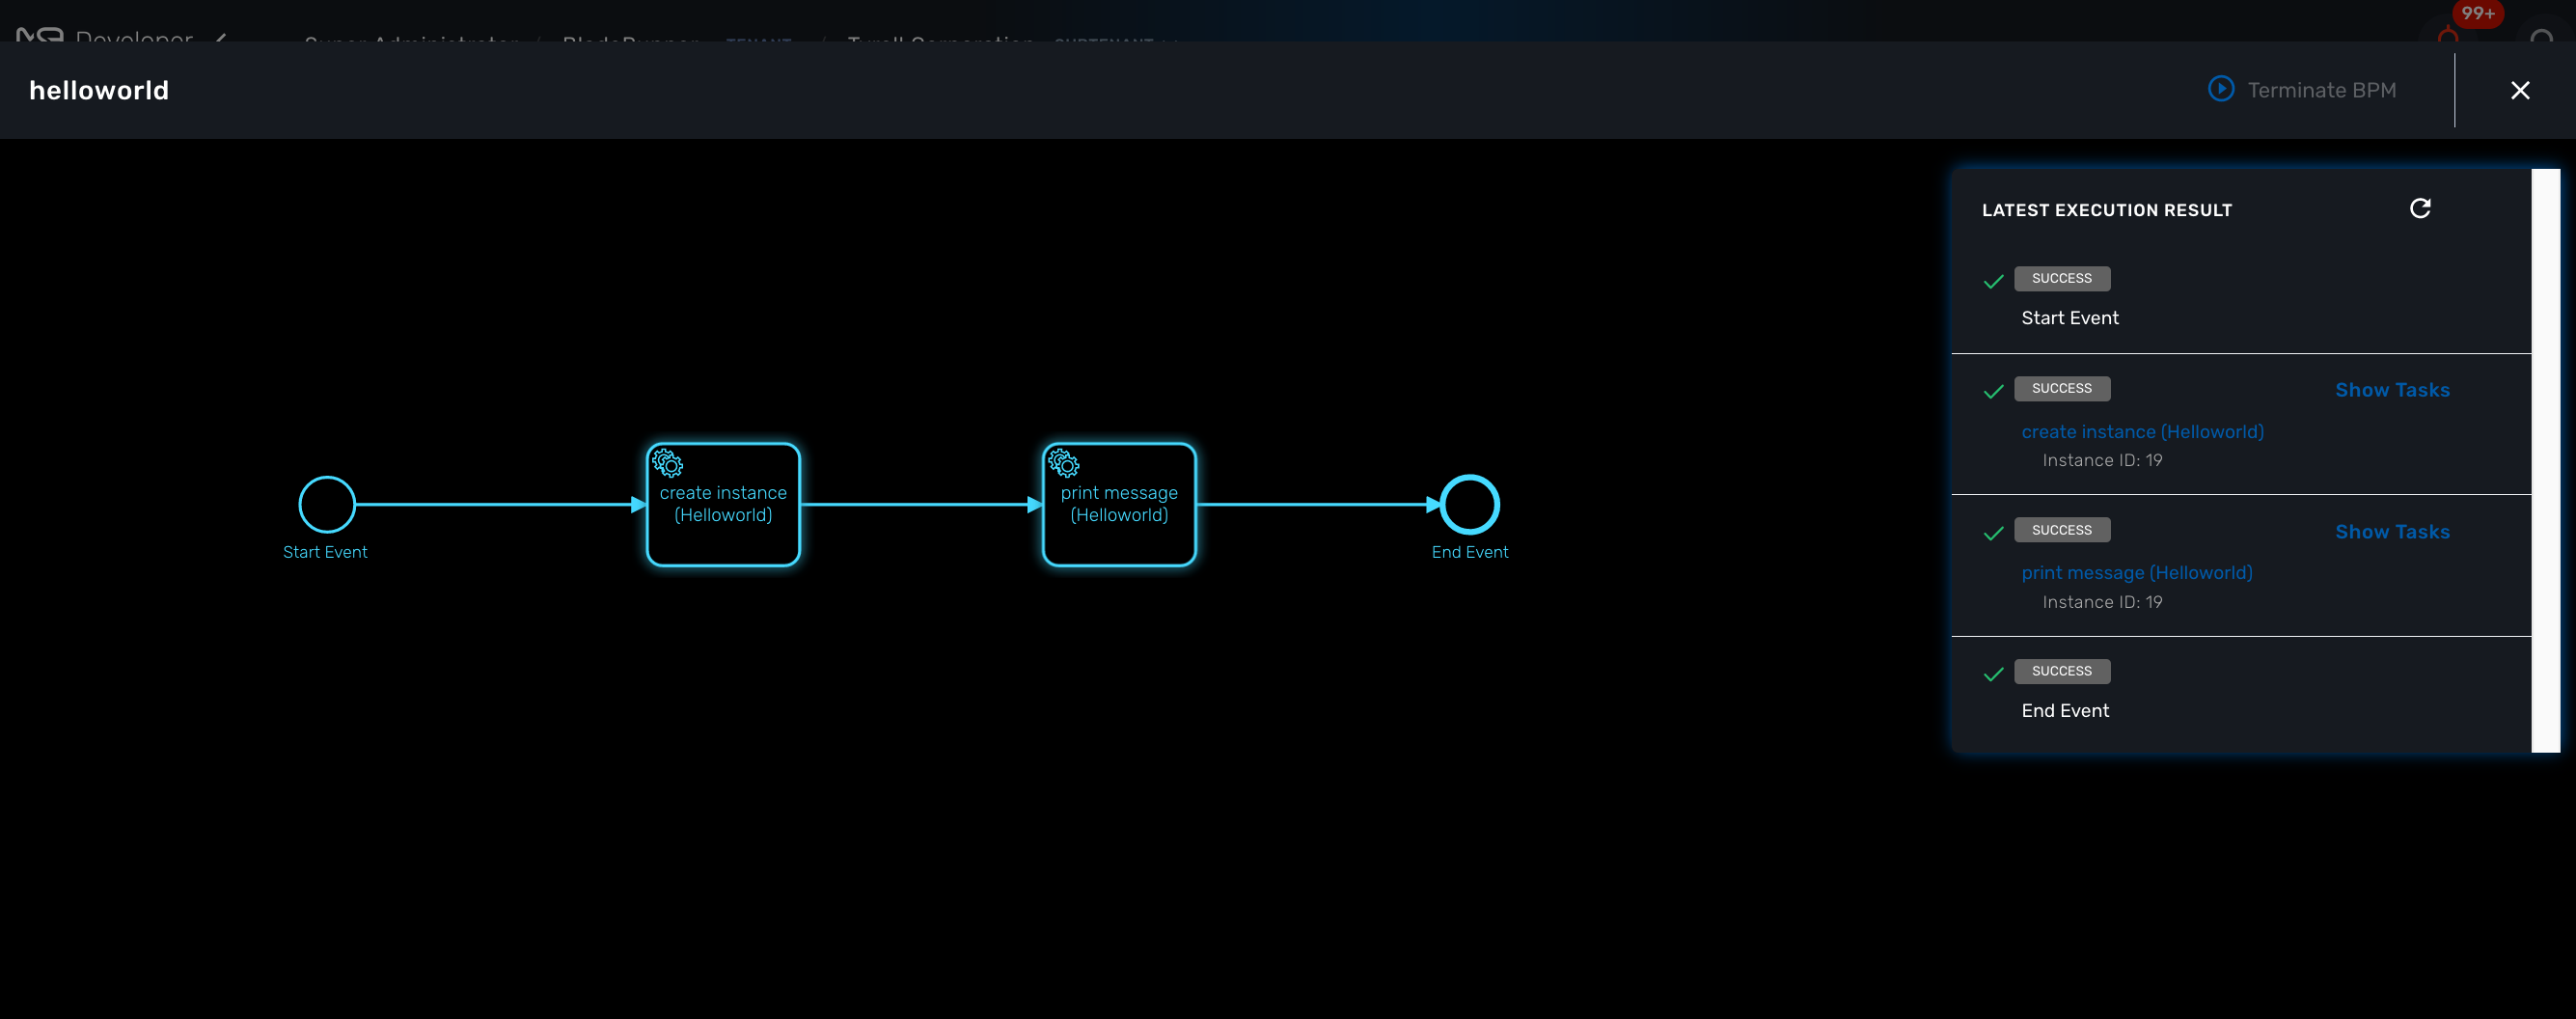 99+
helloworld
Terminate BPM
LATEST EXECUTION RESULT
SUCCESS
Start Event
SUCCESS
Show Tasks
create instance (Helloworld)
Instance ID: 19
SUCCESS
Show Tasks
print message (Helloworld)
Instance ID: 19
SUCCESS
End Event
create instance
(Helloworld)
print message
(Helloworld)
Start Event
End Event